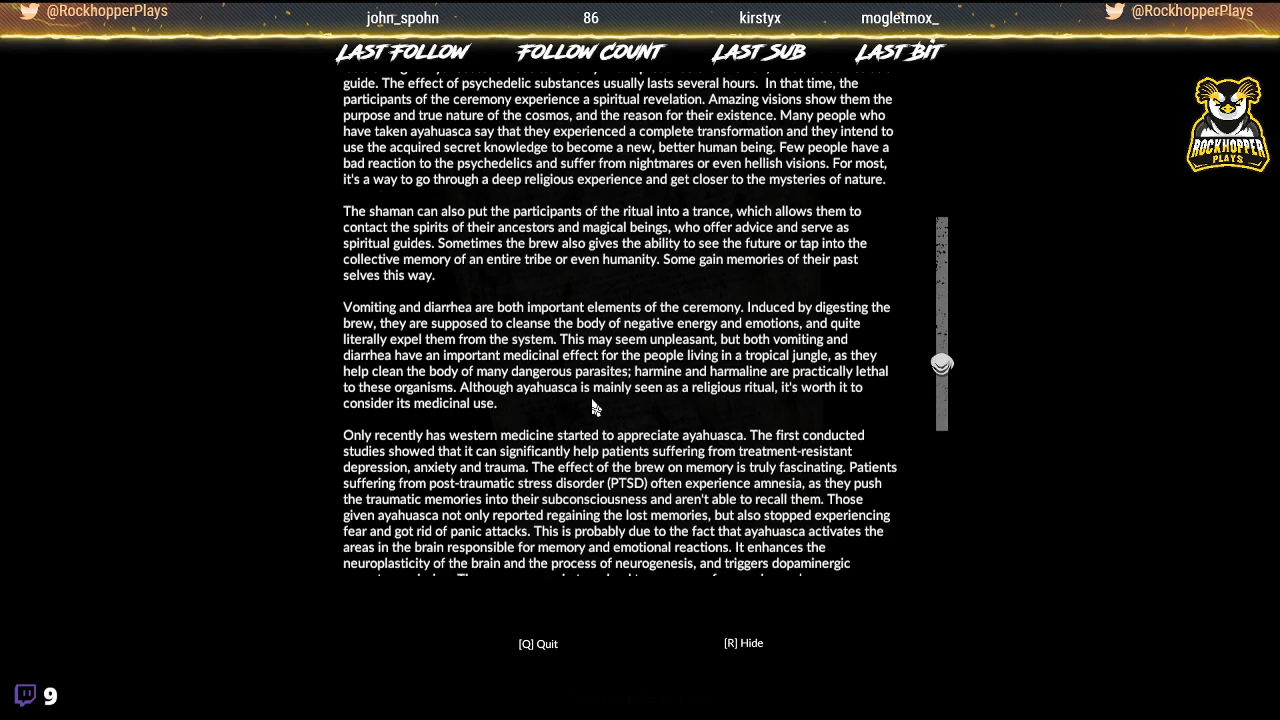 @RockhopperPlays
john_spohn
86
kirstyx
mogletmox_
@RockhopperPlays
LAST FOLLOW
FOLLOW COUNT
LAST SUB
LAST BIT
guide. The effect of psychedelic substances usually lasts several hours.  In that time, the
participants of the ceremony experience a spiritual revelation. Amazing visions show them the
purpose and true nature of the cosmos, and the reason for their existence. Many people who
have taken ayahuasca say that they experienced a complete transformation and they intend to
use the acquired secret knowledge to become a new, better human being. Few people have a
bad reaction to the psychedelics and suffer from nightmares or even hellish visions. For most,
it's a way to go through a deep religious experience and get closer to the mysteries of nature.
The shaman can also put the participants of the ritual into a trance, which allows them to
contact the spirits of their ancestors and magical beings, who offer advice and serve as
spiritual guides. Sometimes the brew also gives the ability to see the future or tap into the
collective memory of an entire tribe or even humanity. Some gain memories of their past
selves this way.
Vomiting and diarrhea are both important elements of the ceremony. Induced by digesting the
brew, they are supposed to cleanse the body of negative energy and emotions, and quite
literally expel them from the system. This may seem unpleasant, but both vomiting and
diarrhea have an important medicinal effect for the people living in a tropical jungle, as they
help clean the body of many dangerous parasites; harmine and harmaline are practically lethal
to these organisms. Although ayahuasca is mainly seen as a religious ritual, it's worth it to
consider its medicinal use.
Only recently has western medicine started to appreciate ayahuasca. The first conducted
studies showed that it can significantly help patients suffering from treatment-resistant
depression, anxiety and trauma. The effect of the brew on memory is truly fascinating. Patients
suffering from post-traumatic stress disorder (PTSD) often experience amnesia, as they push
the traumatic memories into their subconsciousness and aren't able to recall them. Those
given ayahuasca not only reported regaining the lost memories, but also stopped experiencing
fear and got rid of panic attacks. This is probably due to the fact that ayahuasca activates the
areas in the brain responsible for memory and emotional reactions. It enhances the
neuroplasticity of the brain and the process of neurogenesis, and triggers dopaminergic
ROCKHOPPER
PLAYS
[Q] Quit
[R] Hide
9